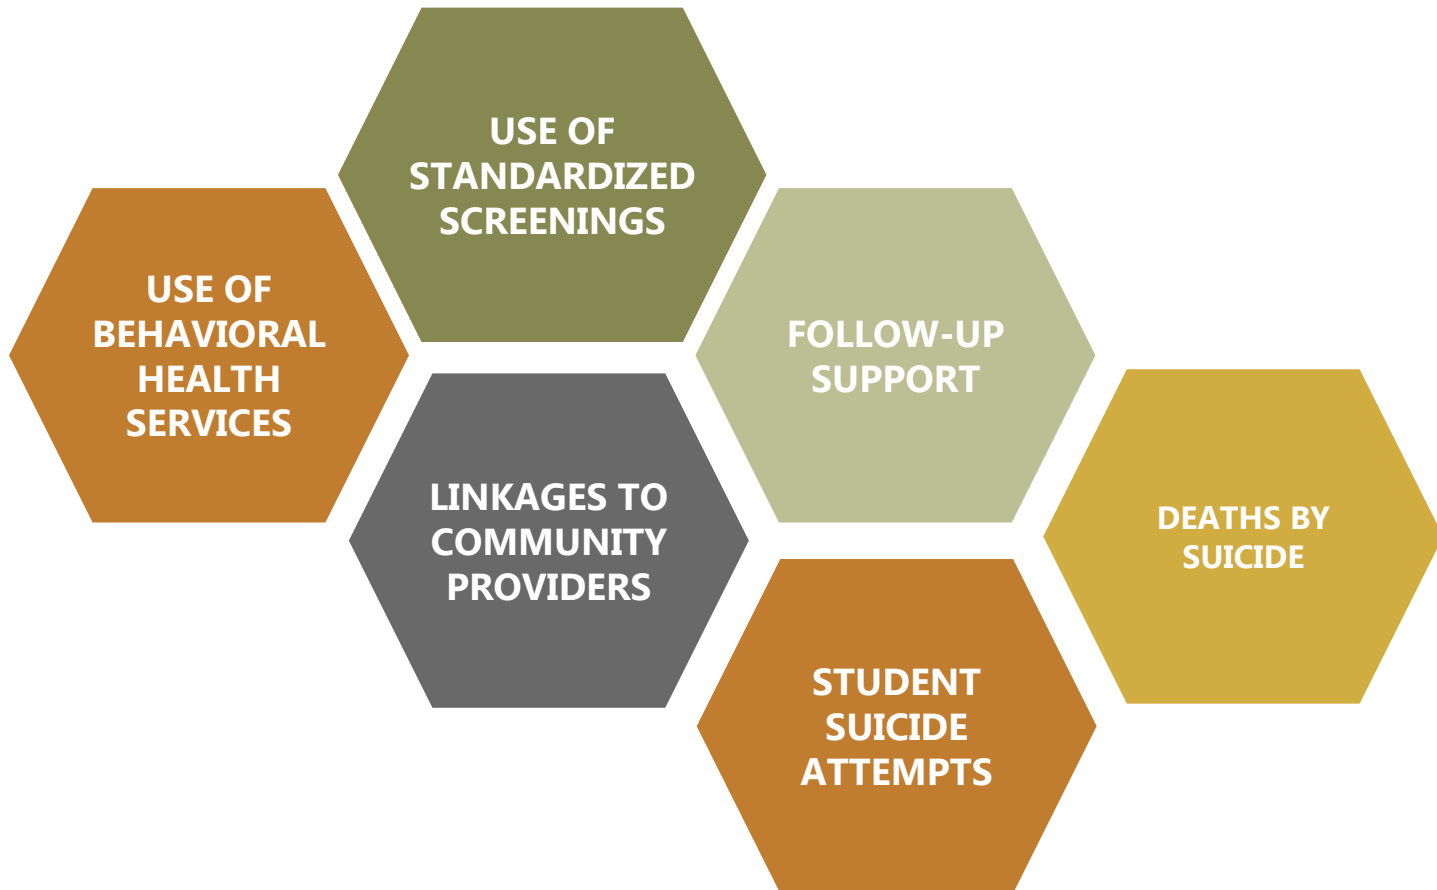 USE OF
BEHAVIORAL
HEALTH
SERVICES
USE OF
STANDARDIZED
SCREENINGS
LINKAGES TO
COMMUNITY
PROVIDERS
FOLLOW-UP
SUPPORT
STUDENT
SUICIDE
ATTEMPTS
DEATHS BY
SUICIDE